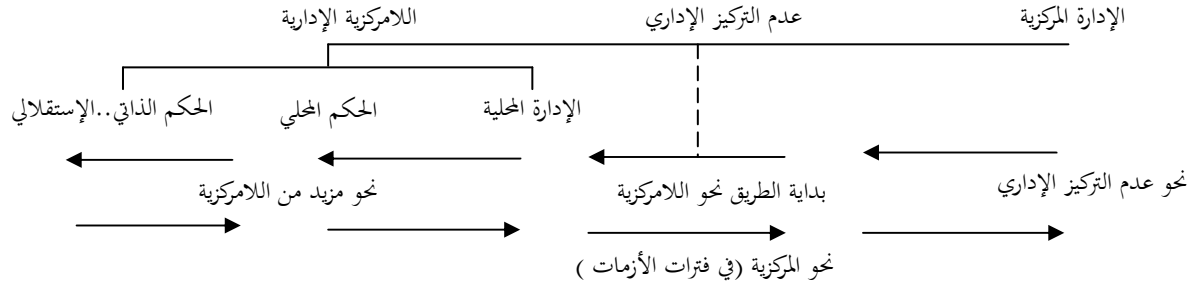 الإدارة المركزية عدم التركيز الإداري اللامركزية الإدارية
الإدارة المحلية الحكم المحلي الحكم الذاتي..الإستقلالي
نحو عدم التركيز الإداري بداية الطريق نحو اللامركزية نحو مزيد من اللامركزية
نحو المركزية (في فترات الأزمات )